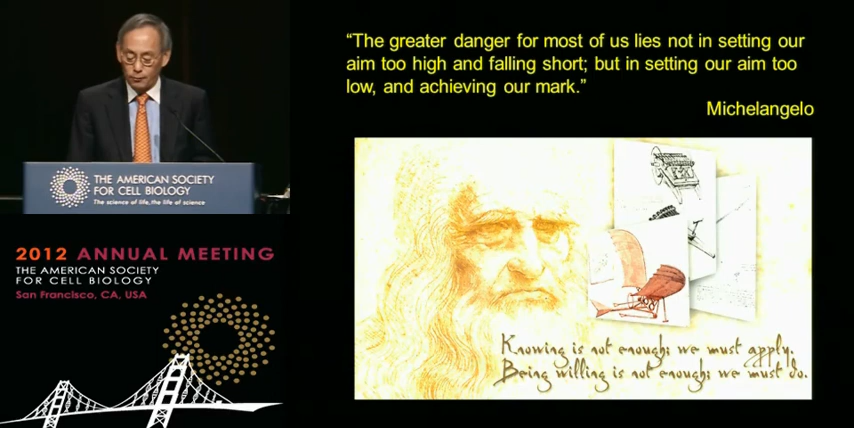 “The greater danger for most of us lies not in setting our
aim too high and falling short; but in setting our aim too
low, and achieving our mark.”
Michelangelo
THE AMERICAN SOCIETY
FOR CELL BIOLOGY
The science of life, the life of science
2012 ANNUAL MEETING
THE AMERICAN SOCIETY
FOR CELL BIOLOGY
San Francisco, CA, USA
Knowing is not enough; we must apply.
Being willing is not enough; we must do.